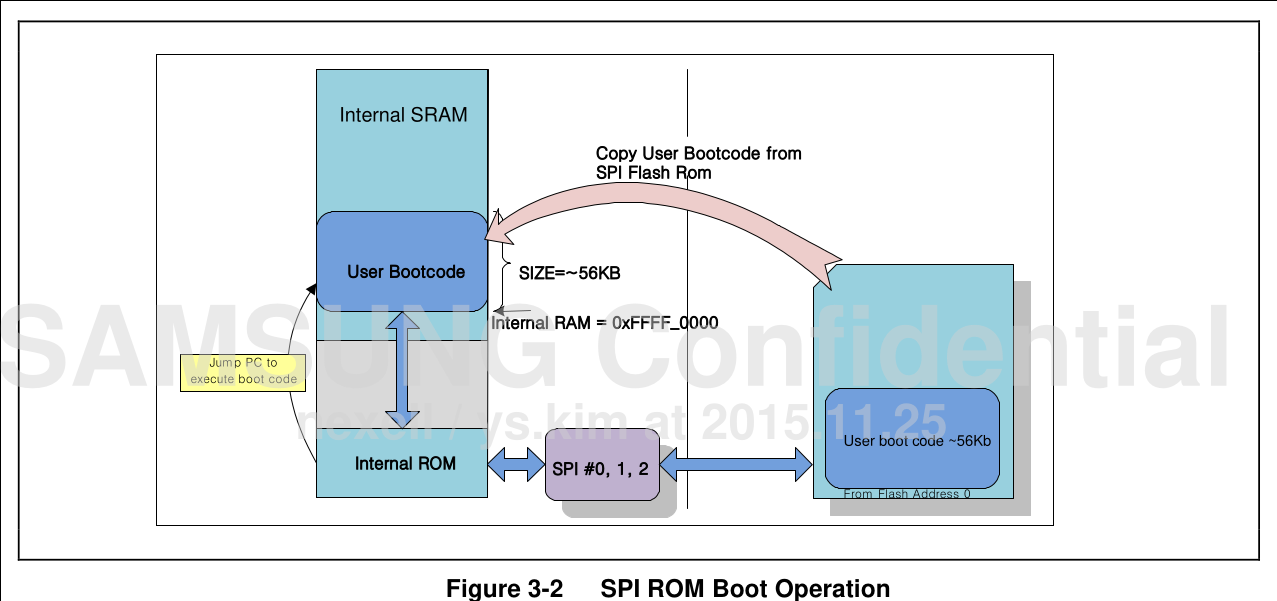 Internal SRAM
Copy User Bootcode from
SPI Flash Rom
User Bootcode
SIZE=~56KB
Internal RAM = 0xFFFF_0000
SAMSUNG Confidential
Jump PC to
execute boot code
nexell / ys.kim at 2015.11.25
User boot code ~56Kb
Internal ROM
SPI #0, 1, 2
From Flash Address 0
Figure 3-2 SPI ROM Boot Operation